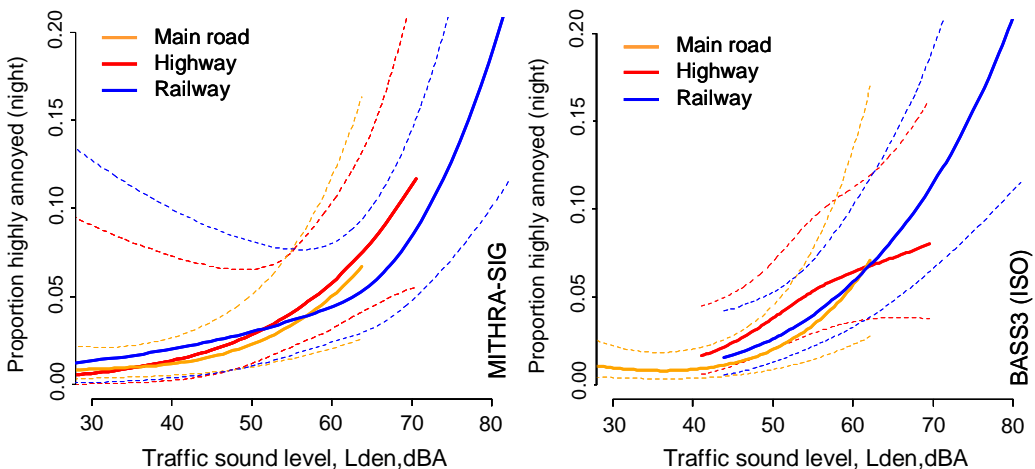 Proportion highly annoyed (night)
0.00 0.05 0.10 0.15 0.20
Main road
Highway
Railway
MITHRA-SIG
30 40 50 60 70 80
Traffic sound level, Lden,dBA
Proportion highly annoyed (night)
0.00 0.05 0.10 0.15 0.20
Main road
Highway
Railway
BASS3 (ISO)
30 40 50 60 70 80
Traffic sound level, Lden,dBA